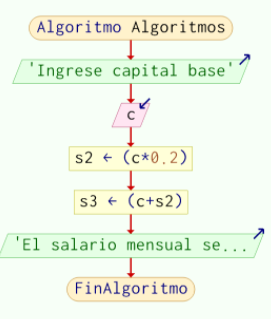 Algoritmo Algoritmos
'Ingrese capital base'
c
s2 ← (c*0.2)
s3 ← (c+s2)
'El salario mensual se...
FinAlgoritmo